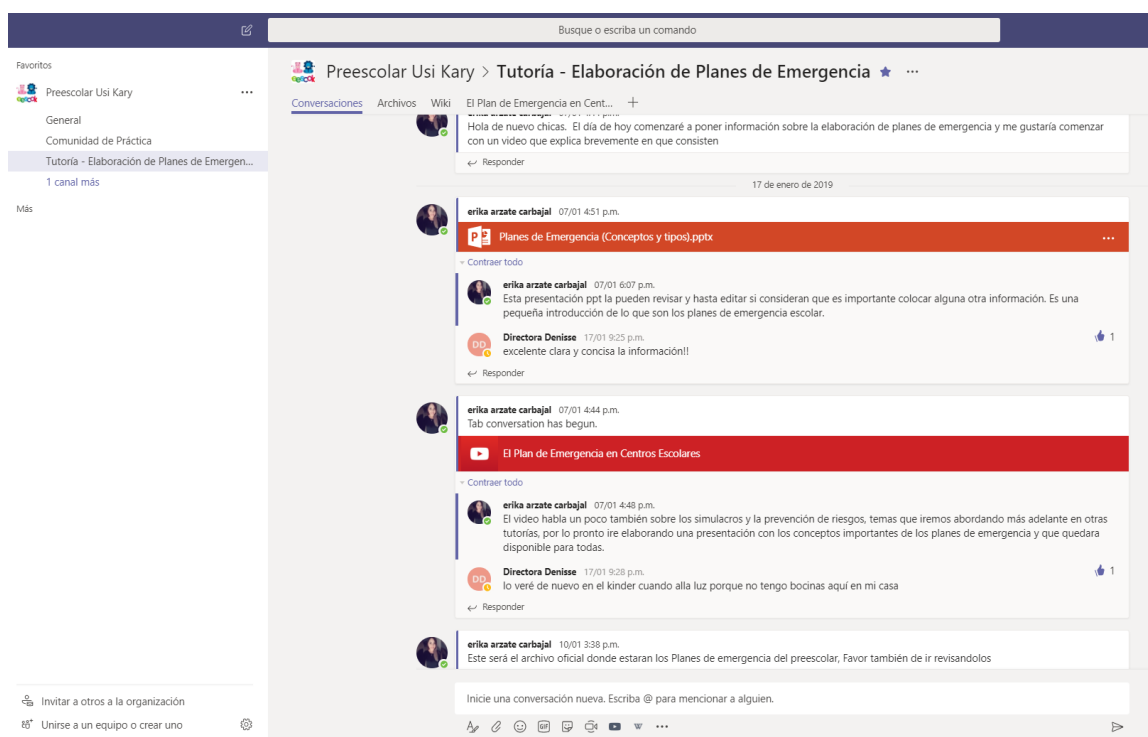 Busque o escriba un comando
Favoritos
Preescolar Usi Kary
General
Comunidad de Práctica
Tutoría - Elaboración de Planes de Emergen...
1 canal más
Más
Invitar a otros a la organización
Unirse a un equipo o crear uno
Preescolar Usi Kary > Tutoría - Elaboración de Planes de Emergencia
Conversaciones Archivos Wiki El Plan de Emergencia en Cent...
Hola de nuevo chicas. El día de hoy comenzaré a poner información sobre la elaboración de planes de emergencia y me gustaría comenzar
con un video que explica brevemente en que consisten
Responder
17 de enero de 2019
erika arzate carbajal 07/01 4:51 p.m.
Planes de Emergencia (Conceptos y tipos).pptx
Contraer todo
erika arzate carbajal 07/01 6:07 p.m.
Esta presentación ppt la pueden revisar y hasta editar si consideran que es importante colocar alguna otra información. Es una
pequeña introducción de lo que son los planes de emergencia escolar.
DD Directora Denisse 17/01 9:25 p.m. 1
excelente clara y concisa la información!!
Responder
erika arzate carbajal 07/01 4:44 p.m.
Tab conversation has begun.
El Plan de Emergencia en Centros Escolares
Contraer todo
erika arzate carbajal 07/01 4:48 p.m.
El video habla un poco también sobre los simulacros y la prevención de riesgos, temas que iremos abordando más adelante en otras
tutorías, por lo pronto ire elaborando una presentación con los conceptos importantes de los planes de emergencia y que quedara
disponible para todas.
DD Directora Denisse 17/01 9:28 p.m. 1
lo veré de nuevo en el kinder cuando alla luz porque no tengo bocinas aquí en mi casa
Responder
erika arzate carbajal 10/01 3:38 p.m.
Este será el archivo oficial donde estaran los Planes de emergencia del preescolar, Favor también de ir revisandolos
Inicie una conversación nueva. Escriba @ para mencionar a alguien.
GIF